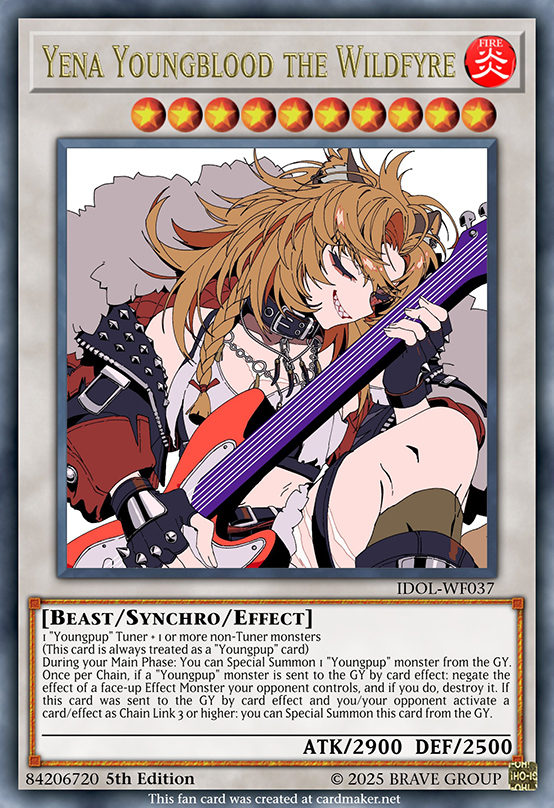 YENA YOUNGBLOOD THE WILDFYRE
FIRE
炎
IDOL-WF037
[BEAST/SYNCHRO/EFFECT]
1 "Youngpup" Tuner + 1 or more non-Tuner monsters
(This card is always treated as a "Youngpup" card)
During your Main Phase: You can Special Summon 1 "Youngpup" monster from the GY.
Once per Chain, if a "Youngpup" monster is sent to the GY by card effect: negate the
effect of a face-up Effect Monster your opponent controls, and if you do, destroy it. If
this card was sent to the GY by card effect and you/your opponent activate a
card/effect as Chain Link 3 or higher: you can Special Summon this card from the GY.
ATK/2900 DEF/2500
84206720 5th Edition
© 2025 BRAVE GROUP
This fan card was created at cardmaker.net